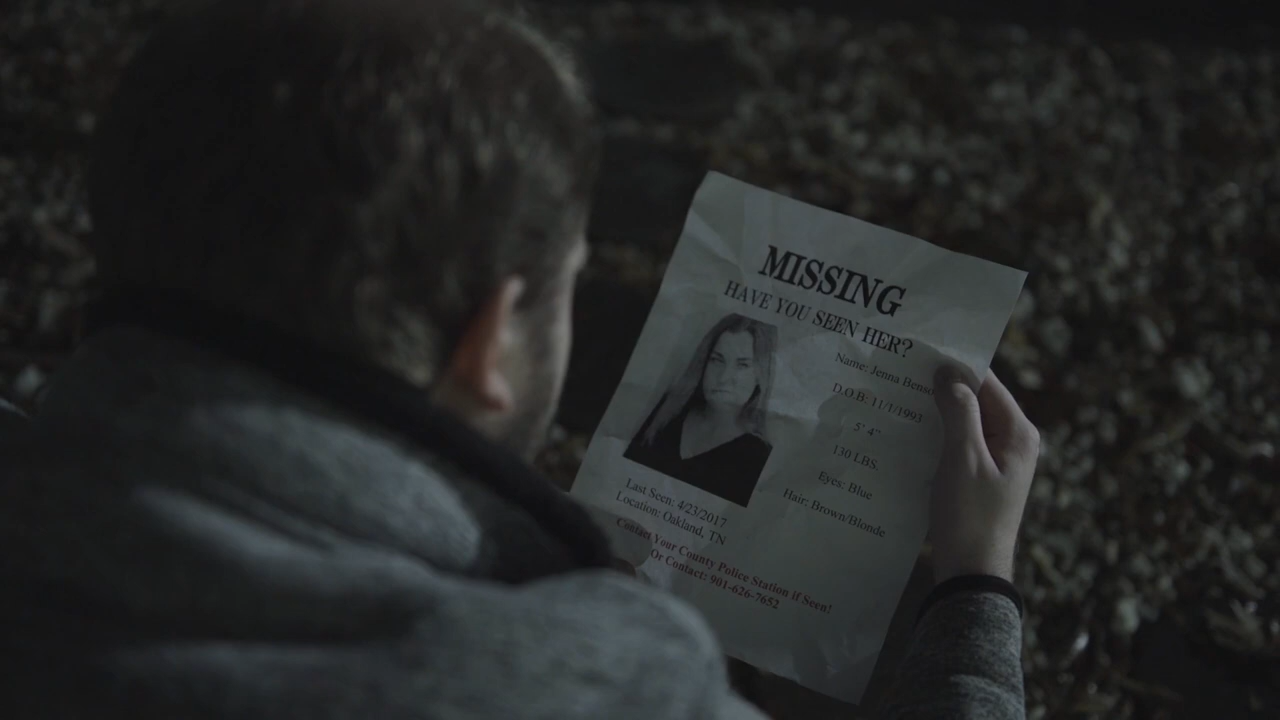 MISSING
HAVE YOU SEEN HER?
Name: Jenna Benso
D.O.B- 11/1/1993
5' 4"
130 LBS.
Eyes: Blue
Hair: Brown/Blonde
Last Seen: 4/23/2017
Location: Oakland, TN
Contact Your County Police Station if Seen!
Or Contact: 901-626-7652